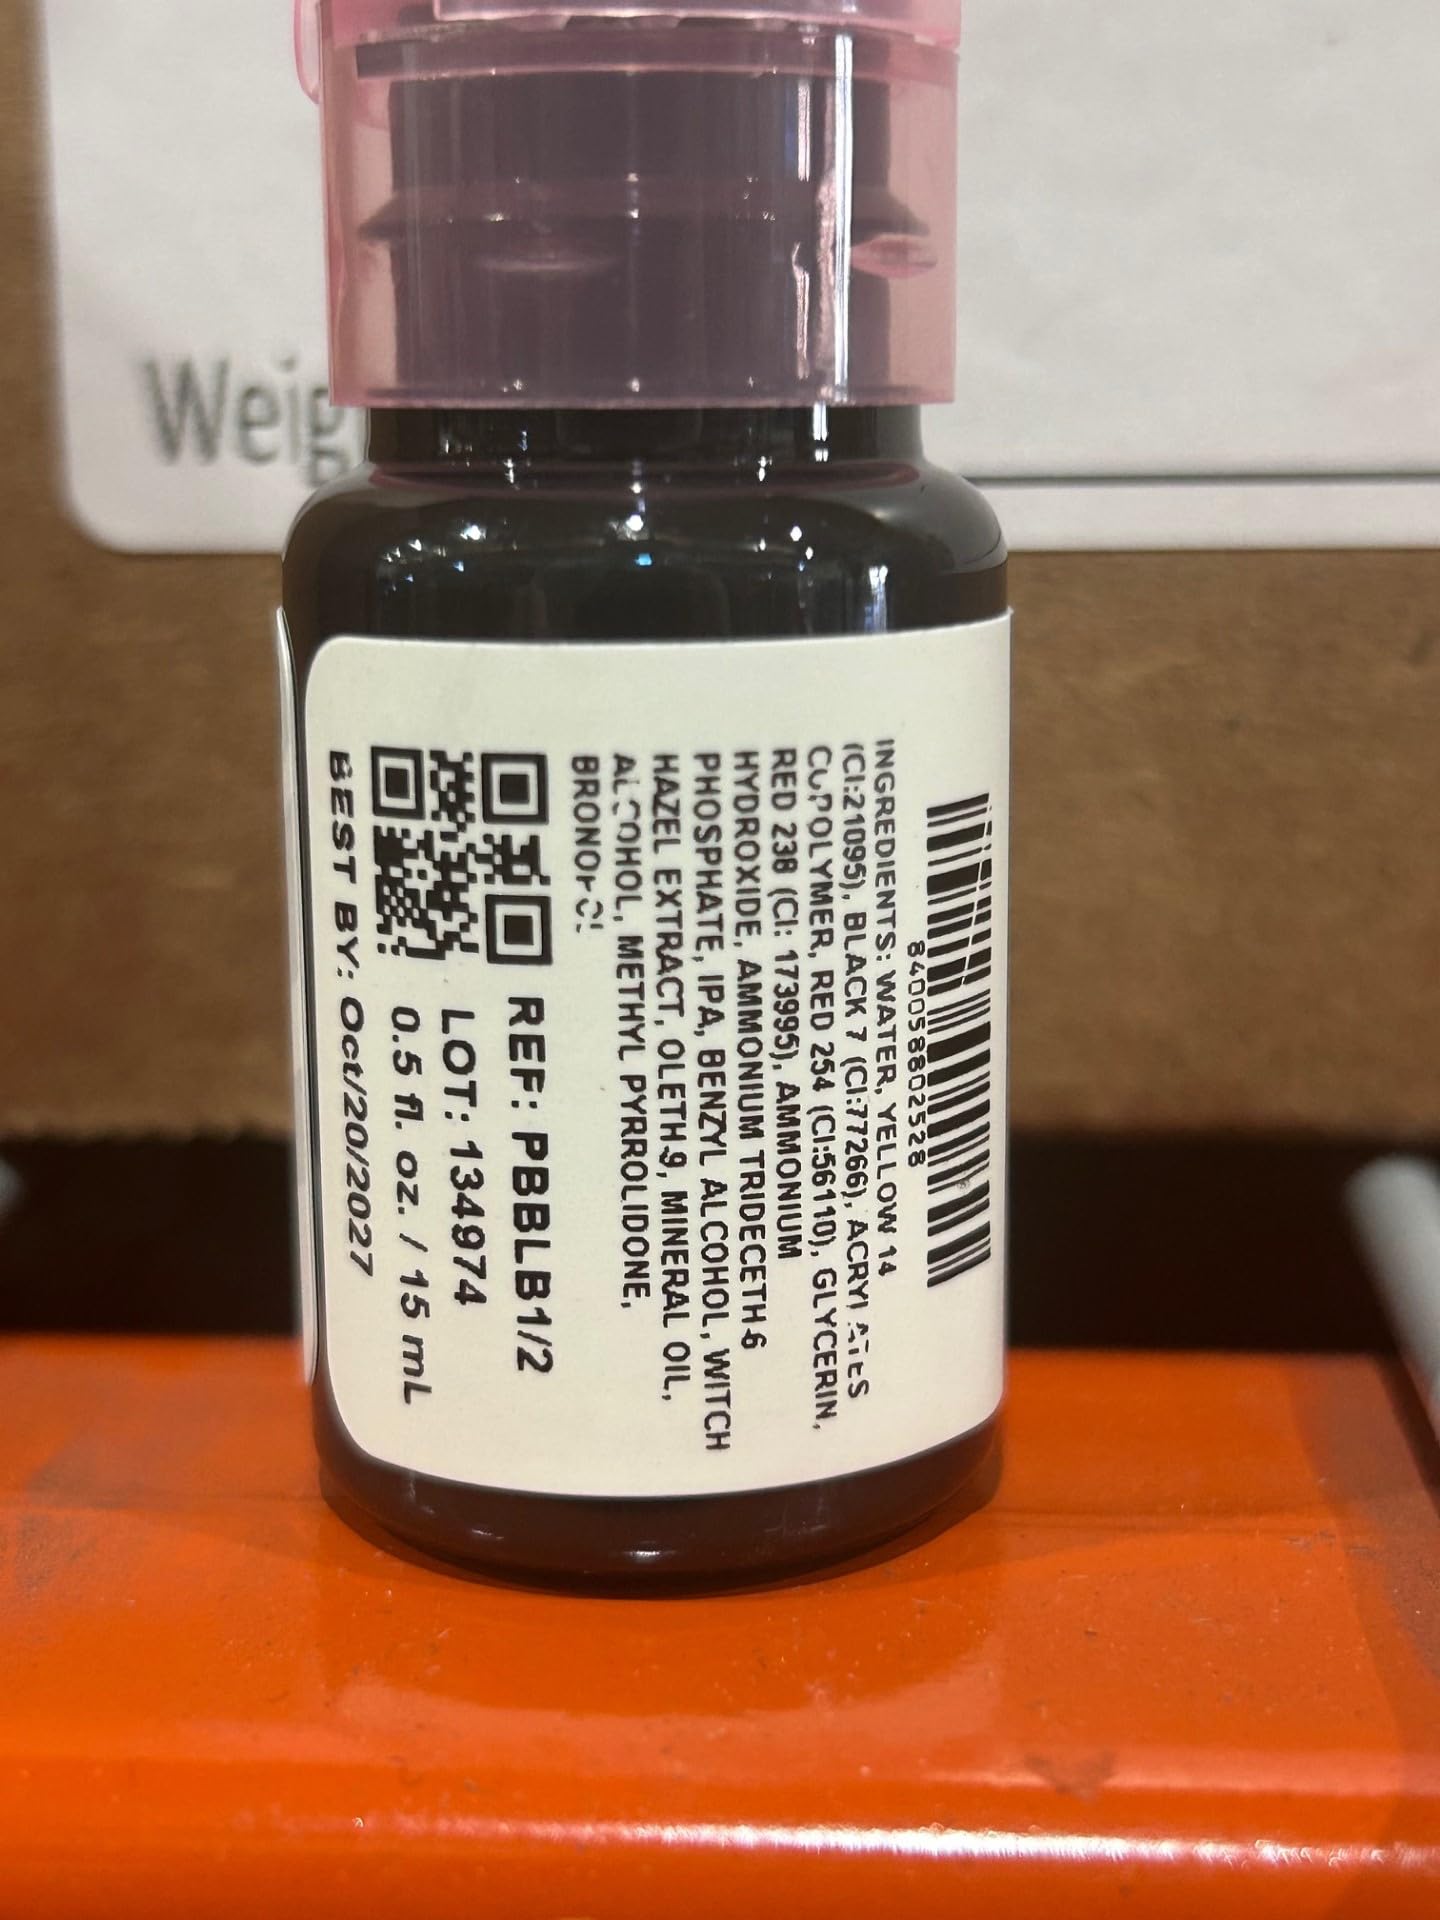 Weig
840058802528
INGREDIENTS: WATER, YELLOW 14
(CI:21095), BLACK 7 (CI:77266), ACRYLATES
COPOLYMER, RED 254 (CI:56110), GLYCERIN,
RED 238 (CI: 173995), AMMONIUM
HYDROXIDE, AMMONIUM TRIDECETH-6
PHOSPHATE, IPA, BENZYL ALCOHOL, WITCH
HAZEL EXTRACT, OLETH-9, MINERAL OIL,
ALCOHOL, METHYL PYRROLIDONE,
BRONOPOL
REF: PBBLB1/2
LOT: 134974
0.5 fl. oz. / 15 mL
BEST BY: Oct/20/2027